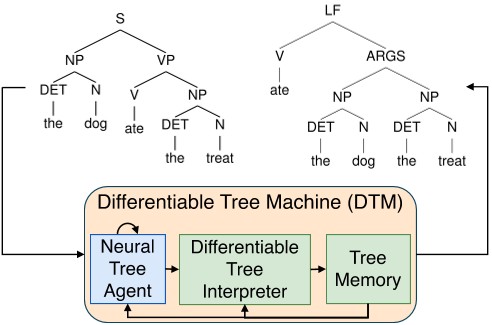 S
NP VP
DET N V NP
the dog ate DET N
the treat
LF
V ARGS
ate NP NP
DET N DET N
the dog the treat
Differentiable Tree Machine (DTM)
Neural
Tree
Agent
Differentiable
Tree
Interpreter
Tree
Memory